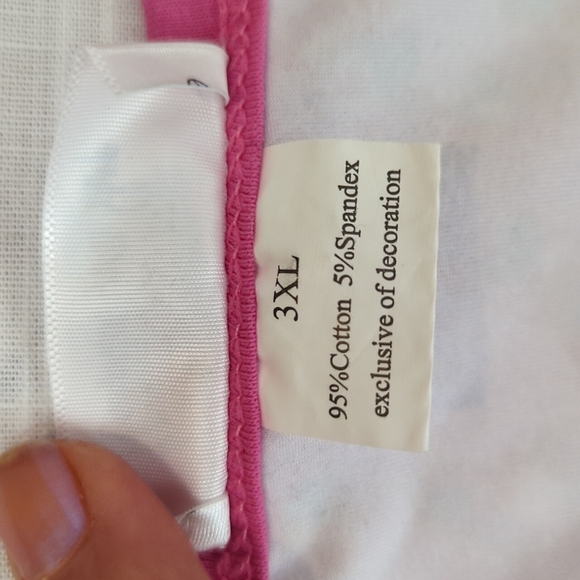 3XL
95%Cotton 5%Spandex
exclusive of decoration